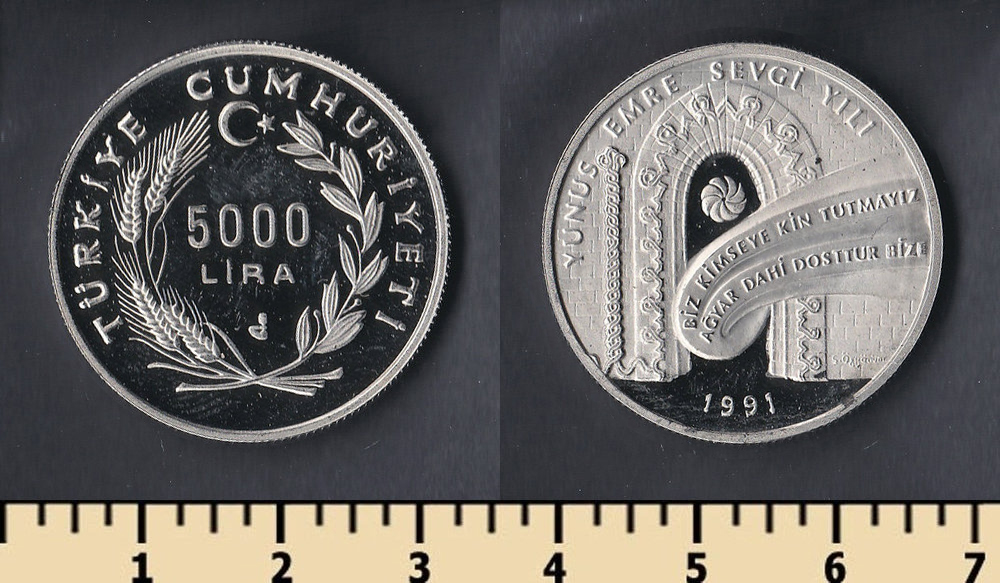 TÜRKİYE CUMHURİYETİ
5000
LİRA
YUNUS EMRE SEVGİ YILI
BİZ KİMSEYE KİN TUTMAYIZ
AĞYAR DAHİ DOSTTUR BİZE
1991
1 2 3 4 5 6 7